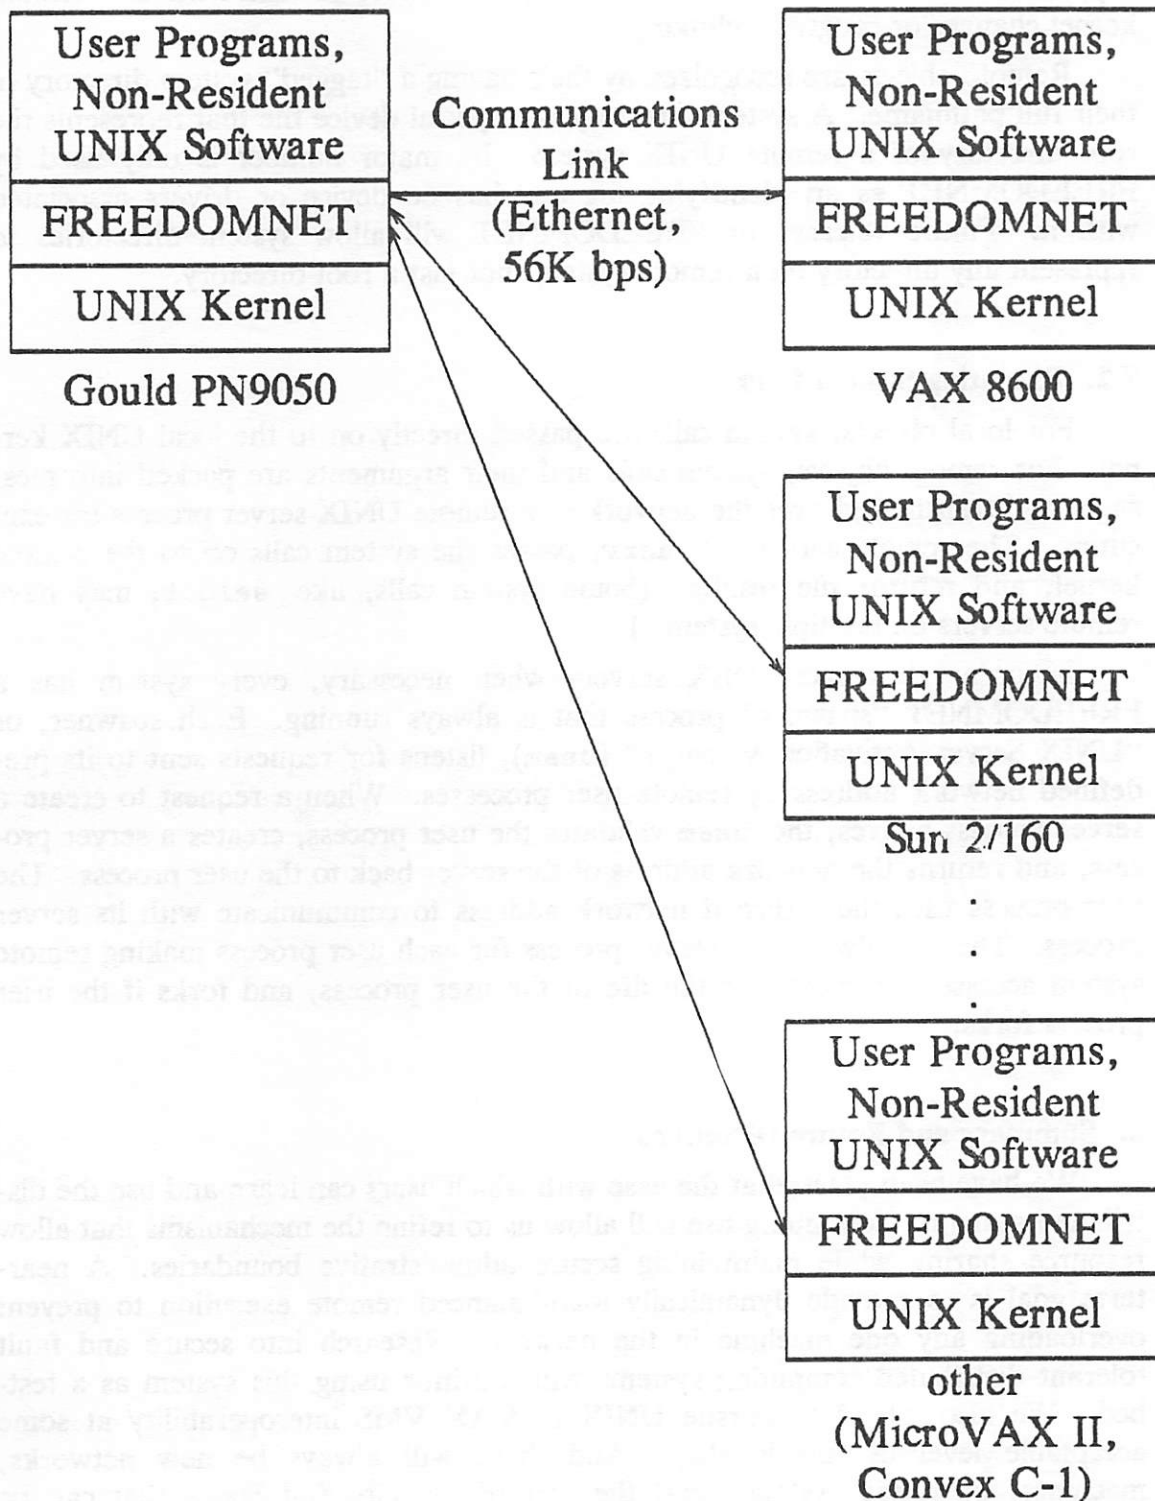 User Programs,
Non-Resident
UNIX Software
FREEDOMNET
UNIX Kernel
Gould PN9050
Communications
Link
(Ethernet,
56K bps)
User Programs,
Non-Resident
UNIX Software
FREEDOMNET
UNIX Kernel
VAX 8600
User Programs,
Non-Resident
UNIX Software
FREEDOMNET
UNIX Kernel
Sun 2/160
.
.
.
User Programs,
Non-Resident
UNIX Software
FREEDOMNET
UNIX Kernel
other
(MicroVAX II,
Convex C-1)